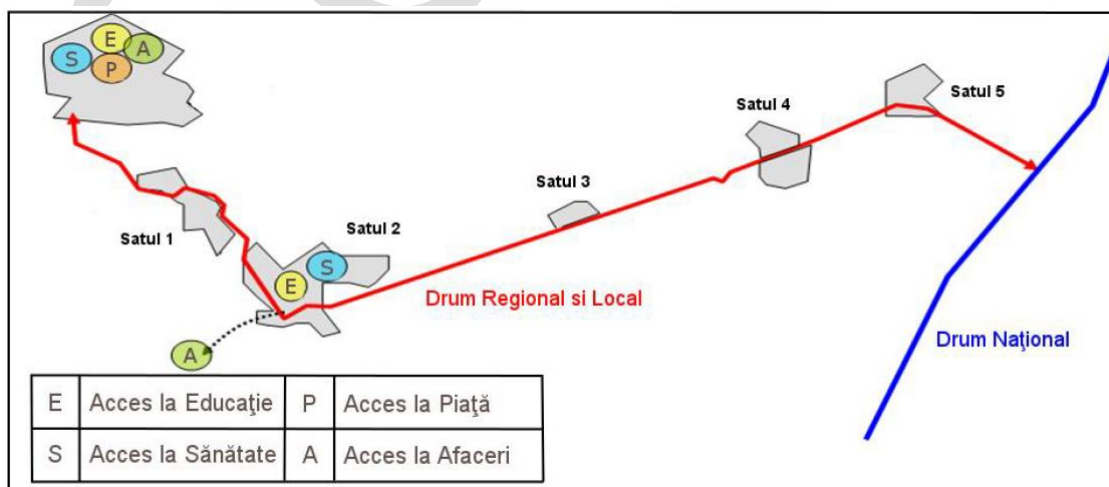 E
S
A
P
Satul 5
Satul 4
Satul 3
Satul 1
Satul 2
S
E
Drum Regional si Local
Drum Naţional
A
E Acces la Educaţie P Acces la Piaţă
S Acces la Sănătate A Acces la Afaceri